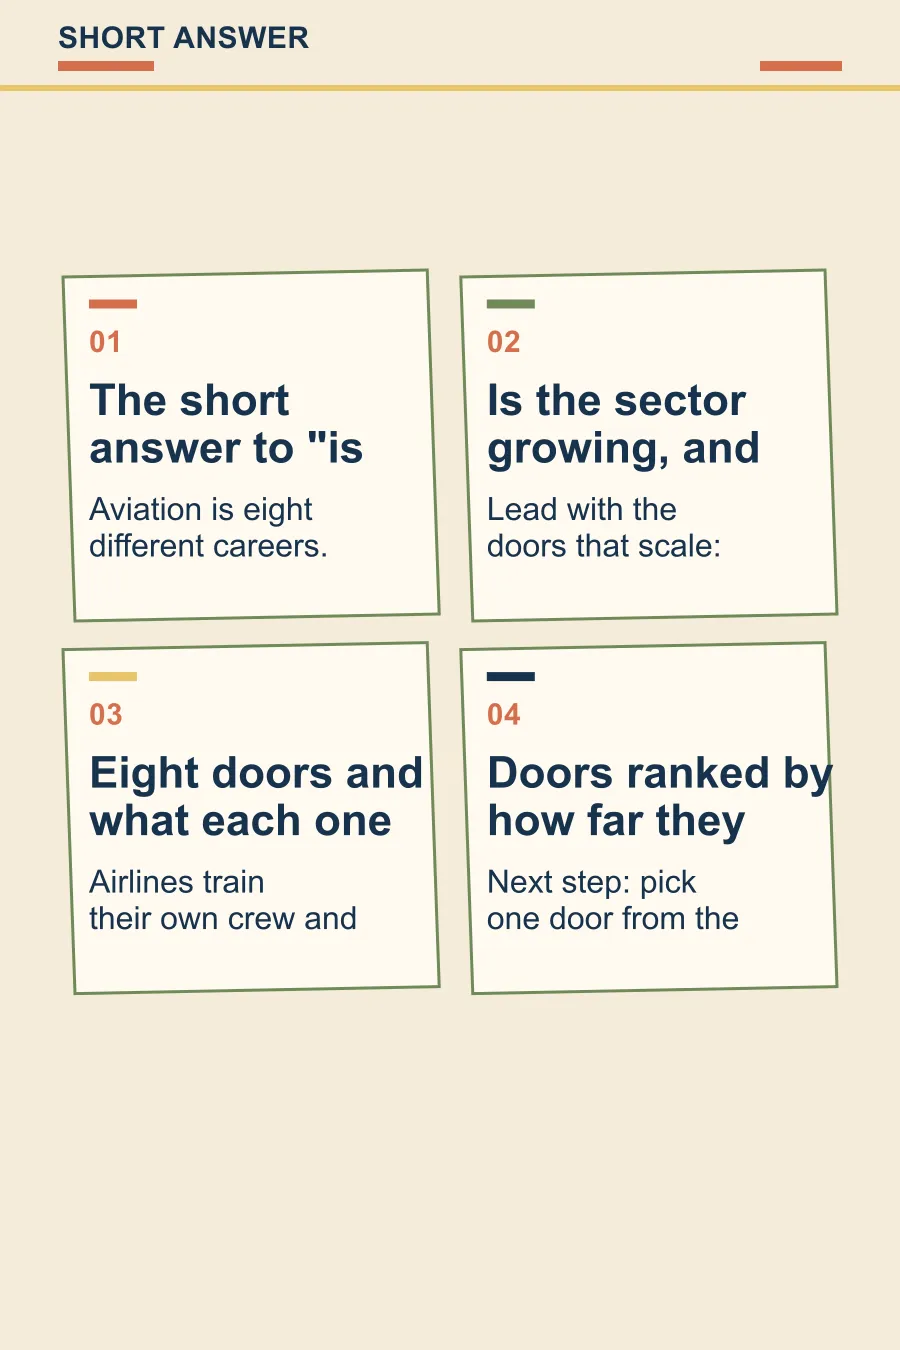 SHORT ANSWER
01
The short
answer to "is
Aviation is eight
different careers.
02
Is the sector
growing, and
Lead with the
doors that scale:
03
Eight doors and
what each one
Airlines train
their own crew and
04
Doors ranked by
how far they
Next step: pick
one door from the